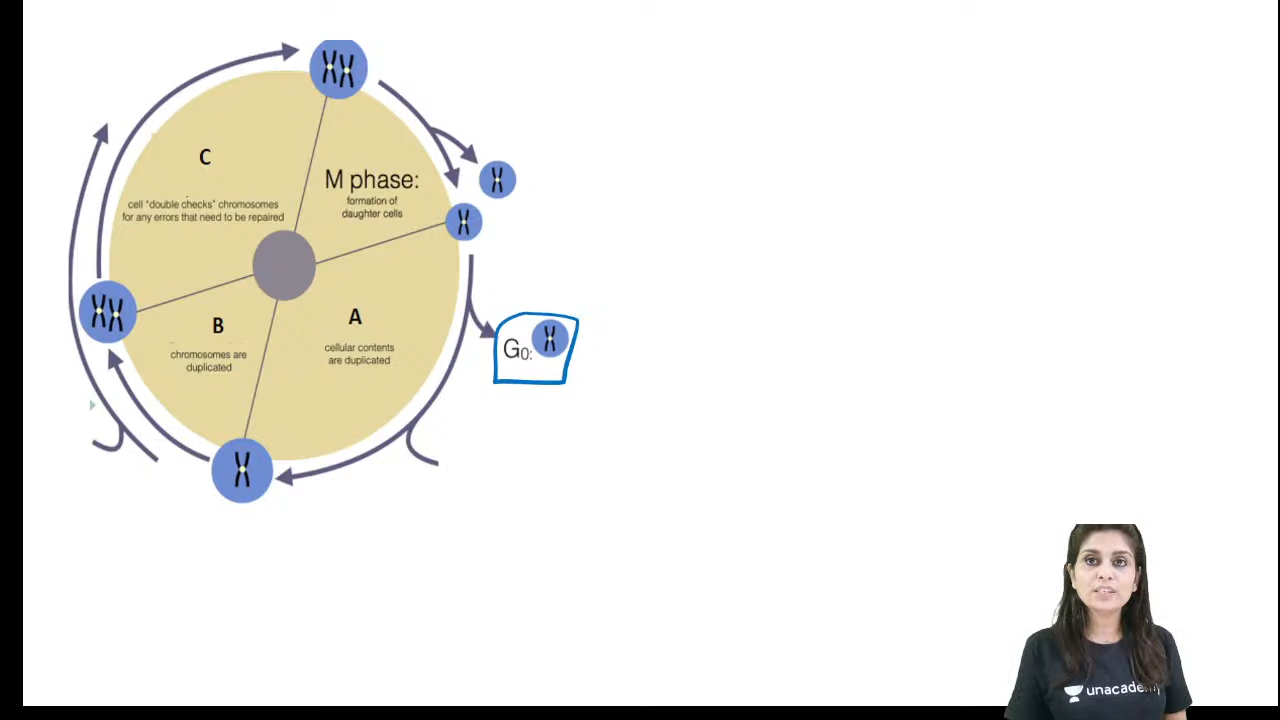 C
cell "double checks" chromosomes
for any errors that need to be repaired
M phase:
formation of
daughter cells
B
chromosomes are
duplicated
A
cellular contents
are duplicated
G0:
unacademy